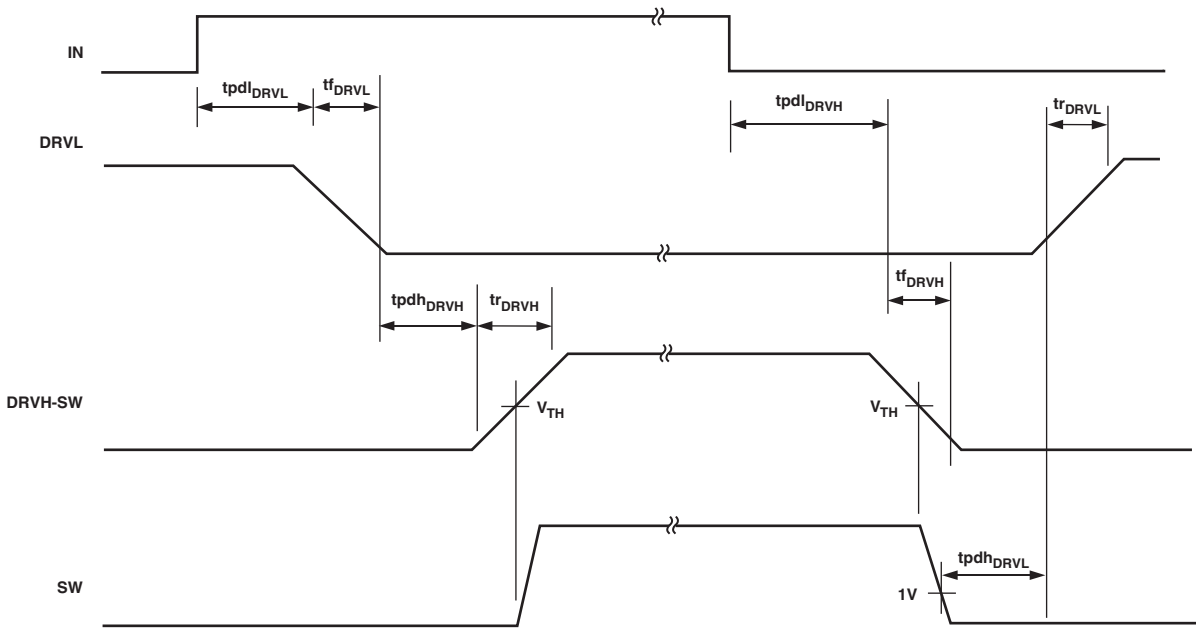 IN
tpdlDRVL
tfDRVL
tpdlDRVH
trDRVL
DRVL
tfDRVH
tpdhDRVH
trDRVH
DRVH-SW
VTH
VTH
tpdhDRVL
SW
1V